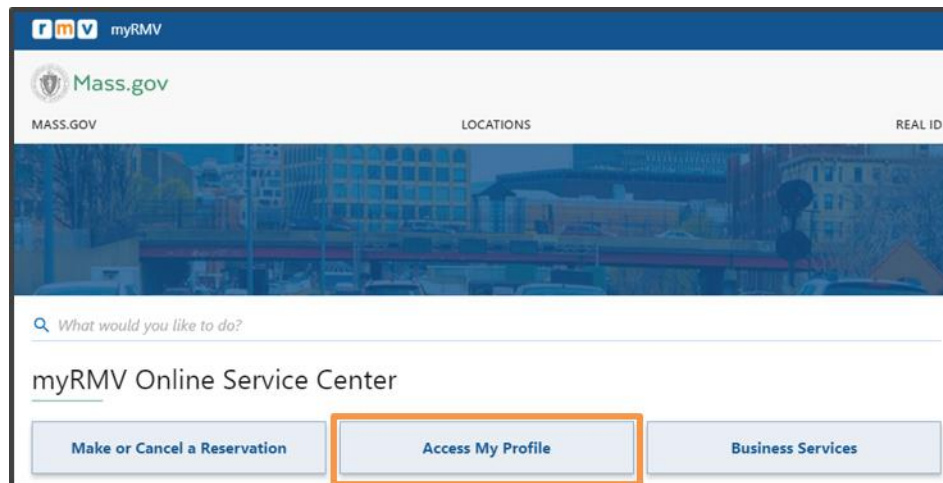 rmv myRMV
Mass.gov
MASS.GOV LOCATIONS REAL ID
What would you like to do?
myRMV Online Service Center
Make or Cancel a Reservation Access My Profile Business Services